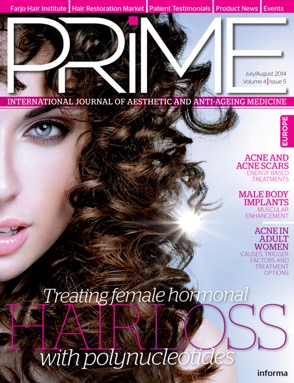 Farjo Hair Institute | Hair Restoration Market | Patient Testimonials | Product News | Events
PRiME
July/August 2014
Volume 4 | Issue 5
INTERNATIONAL JOURNAL OF AESTHETIC AND ANTI-AGEING MEDICINE
EUROPE
ACNE AND
ACNE SCARS
ENERGY BASED
TREATMENTS
MALE BODY
IMPLANTS
MUSCULAR
ENHANCEMENT
ACNE IN
ADULT
WOMEN
CAUSES, TRIGGER
FACTORS AND
TREATMENT
OPTIONS
Treating female hormonal
HAIR LOSS
with polynucleotides
informa